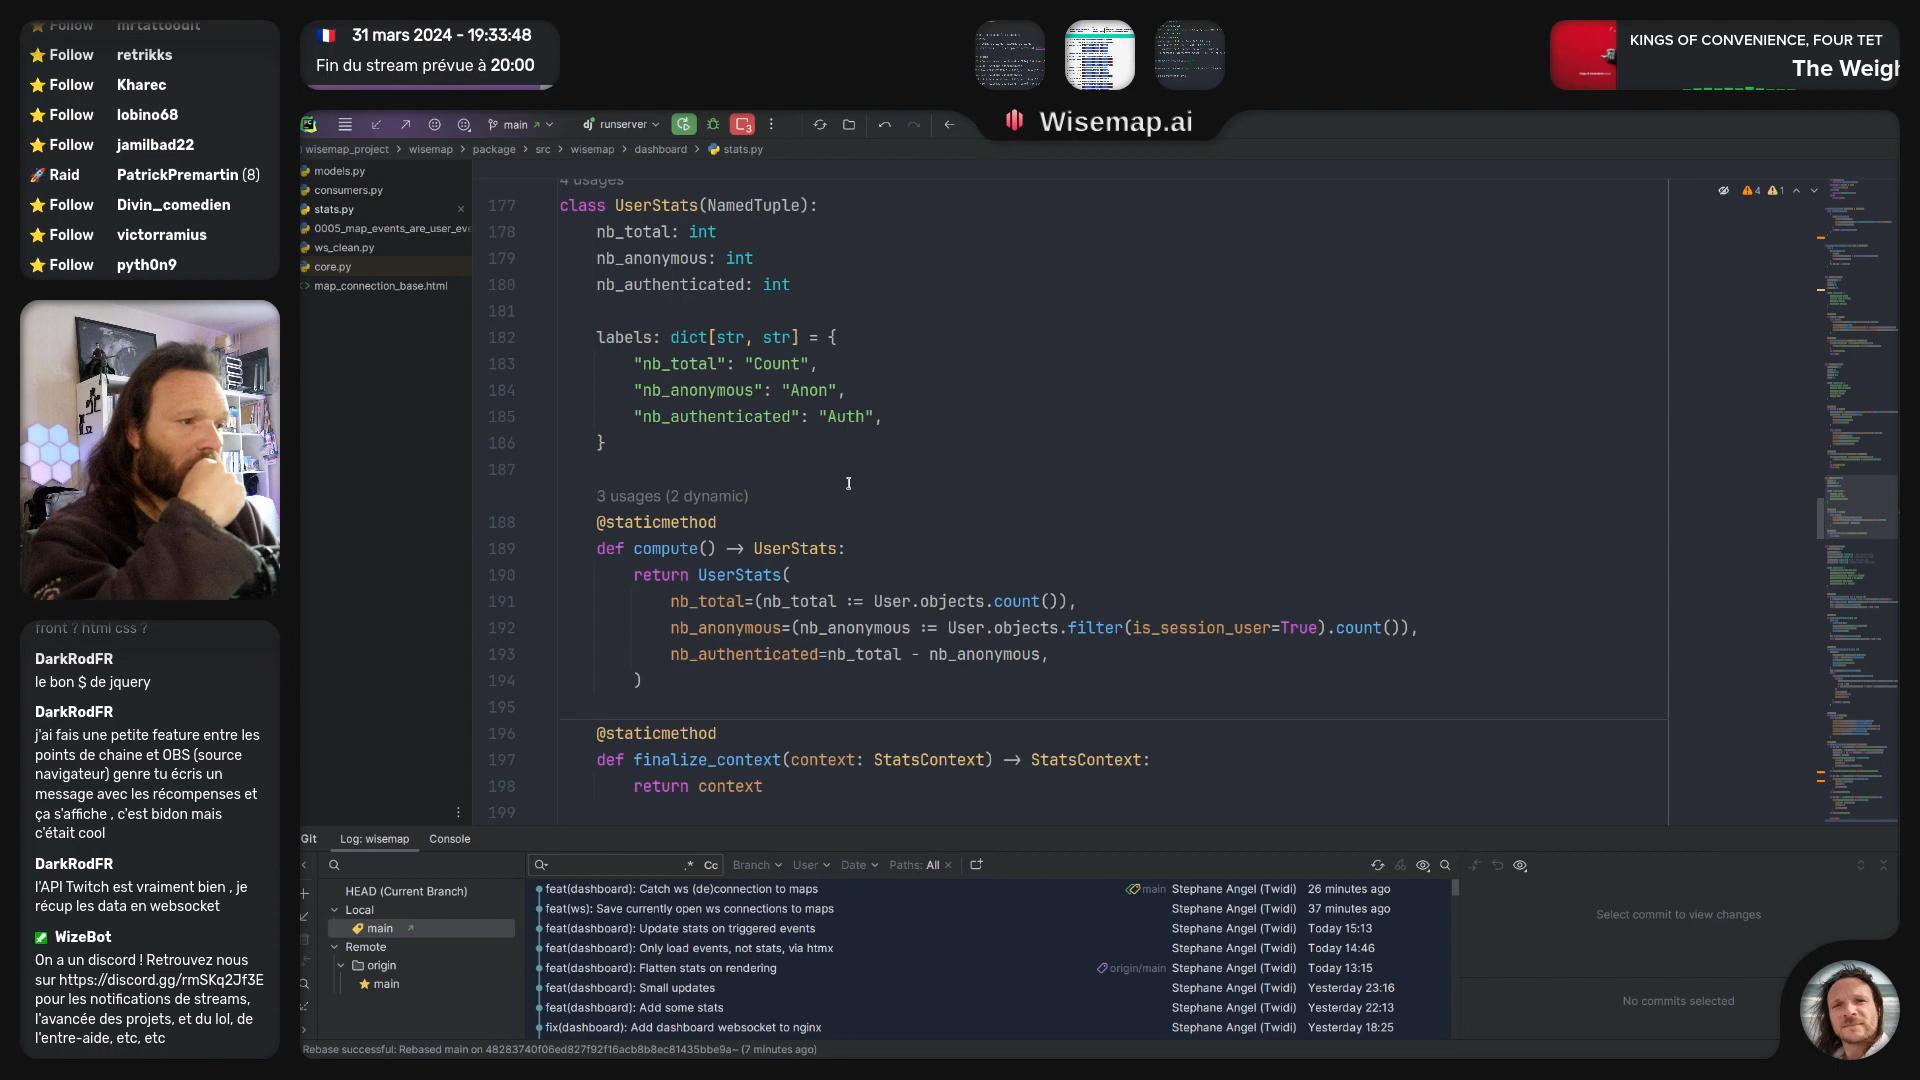 mrtattoodit
Follow
Follow retrikks
Follow Kharec
Follow lobino68
Follow jamilbad22
Raid PatrickPremartin (8)
Follow Divin_comedien
Follow victorramius
Follow pyth0n9
31 mars 2024 - 19:33:48
Fin du stream prévue à 20:00
KINGS OF CONVENIENCE, FOUR TET
The Weigh
Wisemap.ai
main
runserver
3
wisemap_project > wisemap > package > src > wisemap > dashboard > stats.py
models.py
consumers.py
stats.py
0005_map_events_are_user_eve
ws_clean.py
core.py
map_connection_base.html
4 usages
4 1
177 class UserStats(NamedTuple):
178 nb_total: int
179 nb_anonymous: int
180 nb_authenticated: int
181
182 labels: dict[str, str] = {
183 "nb_total": "Count",
184 "nb_anonymous": "Anon",
185 "nb_authenticated": "Auth",
186 }
187
3 usages (2 dynamic)
188 @staticmethod
189 def compute() -> UserStats:
190 return UserStats(
191 nb_total=(nb_total := User.objects.count()),
192 nb_anonymous=(nb_anonymous := User.objects.filter(is_session_user=True).count()),
193 nb_authenticated=nb_total - nb_anonymous,
194 )
195
196 @staticmethod
197 def finalize_context(context: StatsContext) -> StatsContext:
198 return context
199
front ? html css ?
DarkRodFR
le bon $ de jquery
DarkRodFR
j'ai fais une petite feature entre les
points de chaine et OBS (source
navigateur) genre tu écris un
message avec les récompenses et
ça s'affiche , c'est bidon mais
c'était cool
DarkRodFR
l'API Twitch est vraiment bien , je
récup les data en websocket
WizeBot
On a un discord ! Retrouvez nous
sur https://discord.gg/rmSKq2Jf3E
pour les notifications de streams,
l'avancée des projets, et du lol, de
l'entre-aide, etc, etc
Git Log: wisemap Console
.* Cc Branch User Date Paths: All
HEAD (Current Branch)
Local
main
Remote
origin
main
feat(dashboard): Catch ws (de)connection to maps main Stephane Angel (Twidi) 26 minutes ago
feat(ws): Save currently open ws connections to maps Stephane Angel (Twidi) 37 minutes ago
feat(dashboard): Update stats on triggered events Stephane Angel (Twidi) Today 15:13
feat(dashboard): Only load events, not stats, via htmx Stephane Angel (Twidi) Today 14:46
feat(dashboard): Flatten stats on rendering origin/main Stephane Angel (Twidi) Today 13:15
feat(dashboard): Small updates Stephane Angel (Twidi) Yesterday 23:16
feat(dashboard): Add some stats Stephane Angel (Twidi) Yesterday 22:13
fix(dashboard): Add dashboard websocket to nginx Stephane Angel (Twidi) Yesterday 18:25
Select commit to view changes
No commits selected
Rebase successful: Rebased main on 48283740f06ed827f92f16acb8b8ec81435bbe9a~ (7 minutes ago)